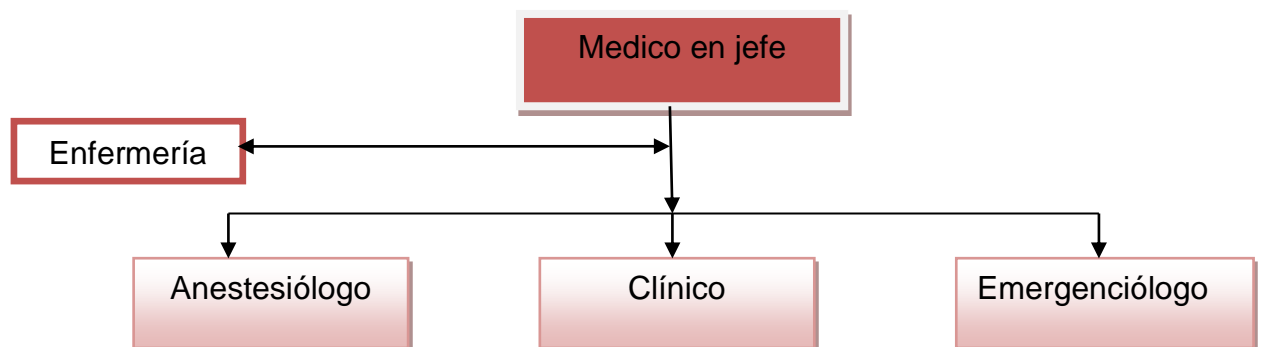 Medico en jefe
Enfermería
Anestesiólogo
Clínico
Emergenciólogo